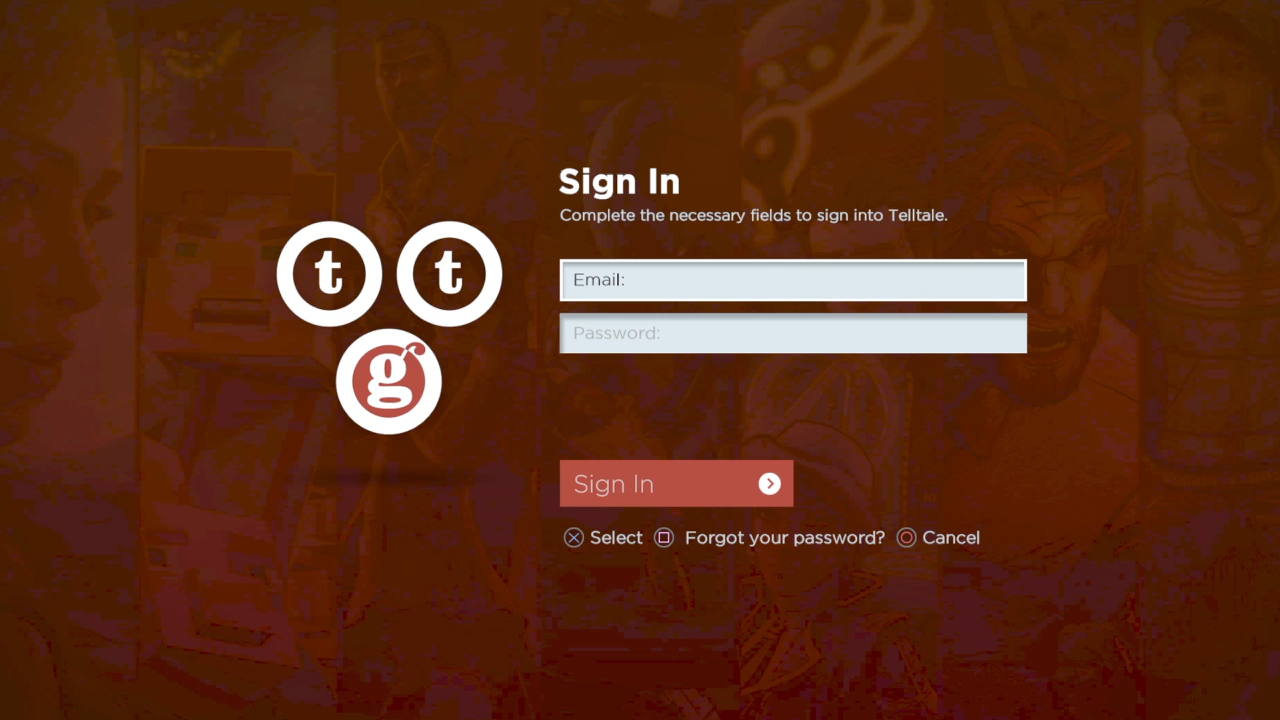 Sign In
Complete the necessary fields to sign into Telltale.
t t
g
Email:
Password:
Sign In
Select Forgot your password? Cancel